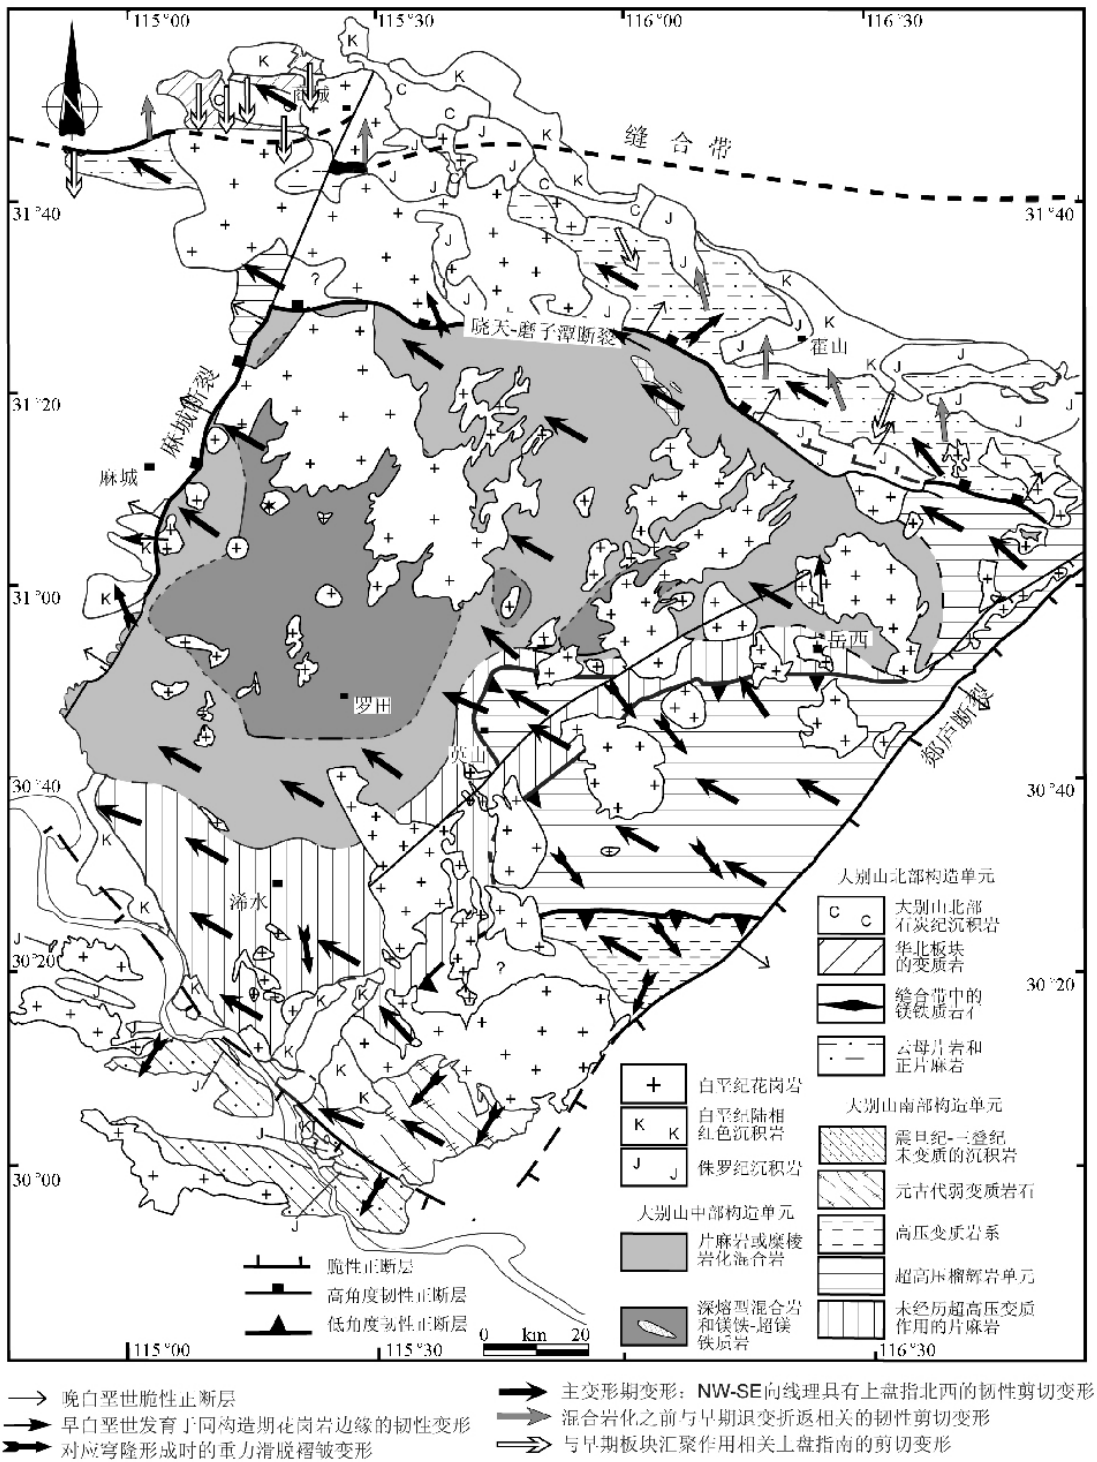 115°00
115°30
116°00
116°30
缝合带
商城
31°40
31°40
晓天-磨子潭断裂
霍山
31°20
31°20
麻城断裂
麻城
31°00
31°00
岳西
罗田
英山
郯庐断裂
30°40
30°40
浠水
30°20
30°20
30°00
大别山北部构造单元
C C
大别山北部
石炭纪沉积岩
华北板块
的变质岩
缝合带中的
镁铁质岩石
云母片岩和
正片麻岩
白垩纪花岗岩
K K
白垩纪陆相
红色沉积岩
J J
侏罗纪沉积岩
大别山南部构造单元
震旦纪-三叠纪
未变质的沉积岩
元古代弱变质岩石
高压变质岩系
超高压榴辉岩单元
未经历超高压变质
作用的片麻岩
大别山中部构造单元
片麻岩或糜棱
岩化混合岩
深熔型混合岩
和镁铁-超镁
铁质岩
脆性正断层
高角度韧性正断层
低角度韧性正断层
0 km 20
115°00
115°30
116°00
116°30
晚白垩世脆性正断层
早白垩世发育于同构造期花岗岩边缘的韧性变形
对应穹隆形成时的重力滑脱褶皱变形
主变形期变形：NW-SE向线理具有上盘指北西的韧性剪切变形
混合岩化之前与早期退变折返相关的韧性剪切变形
与早期板块汇聚作用相关上盘指南的剪切变形